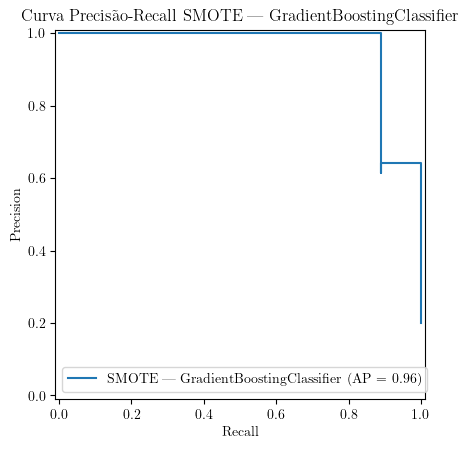 Curva Precisão-Recall SMOTE — GradientBoostingClassifier
1.0
0.8
0.6
0.4
0.2
0.0
Precision
SMOTE — GradientBoostingClassifier (AP = 0.96)
0.0 0.2 0.4 0.6 0.8 1.0
Recall